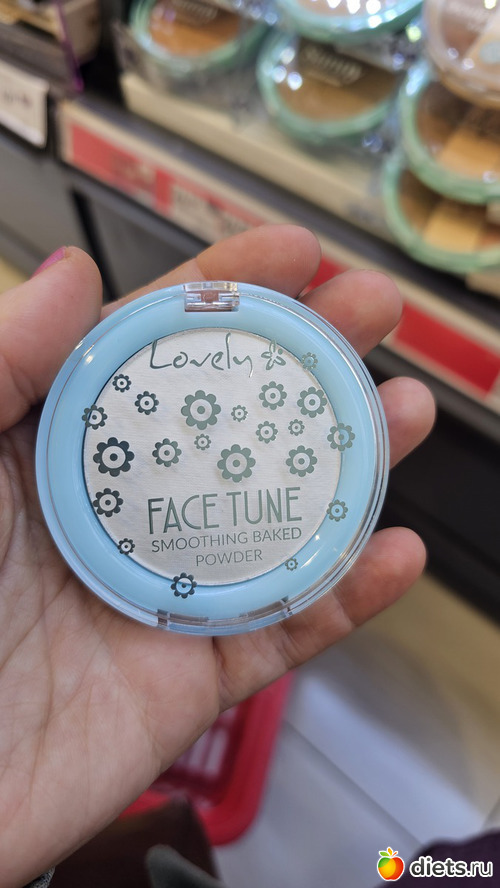 Lovely
FACE TUNE
SMOOTHING BAKED
POWDER
diets.ru